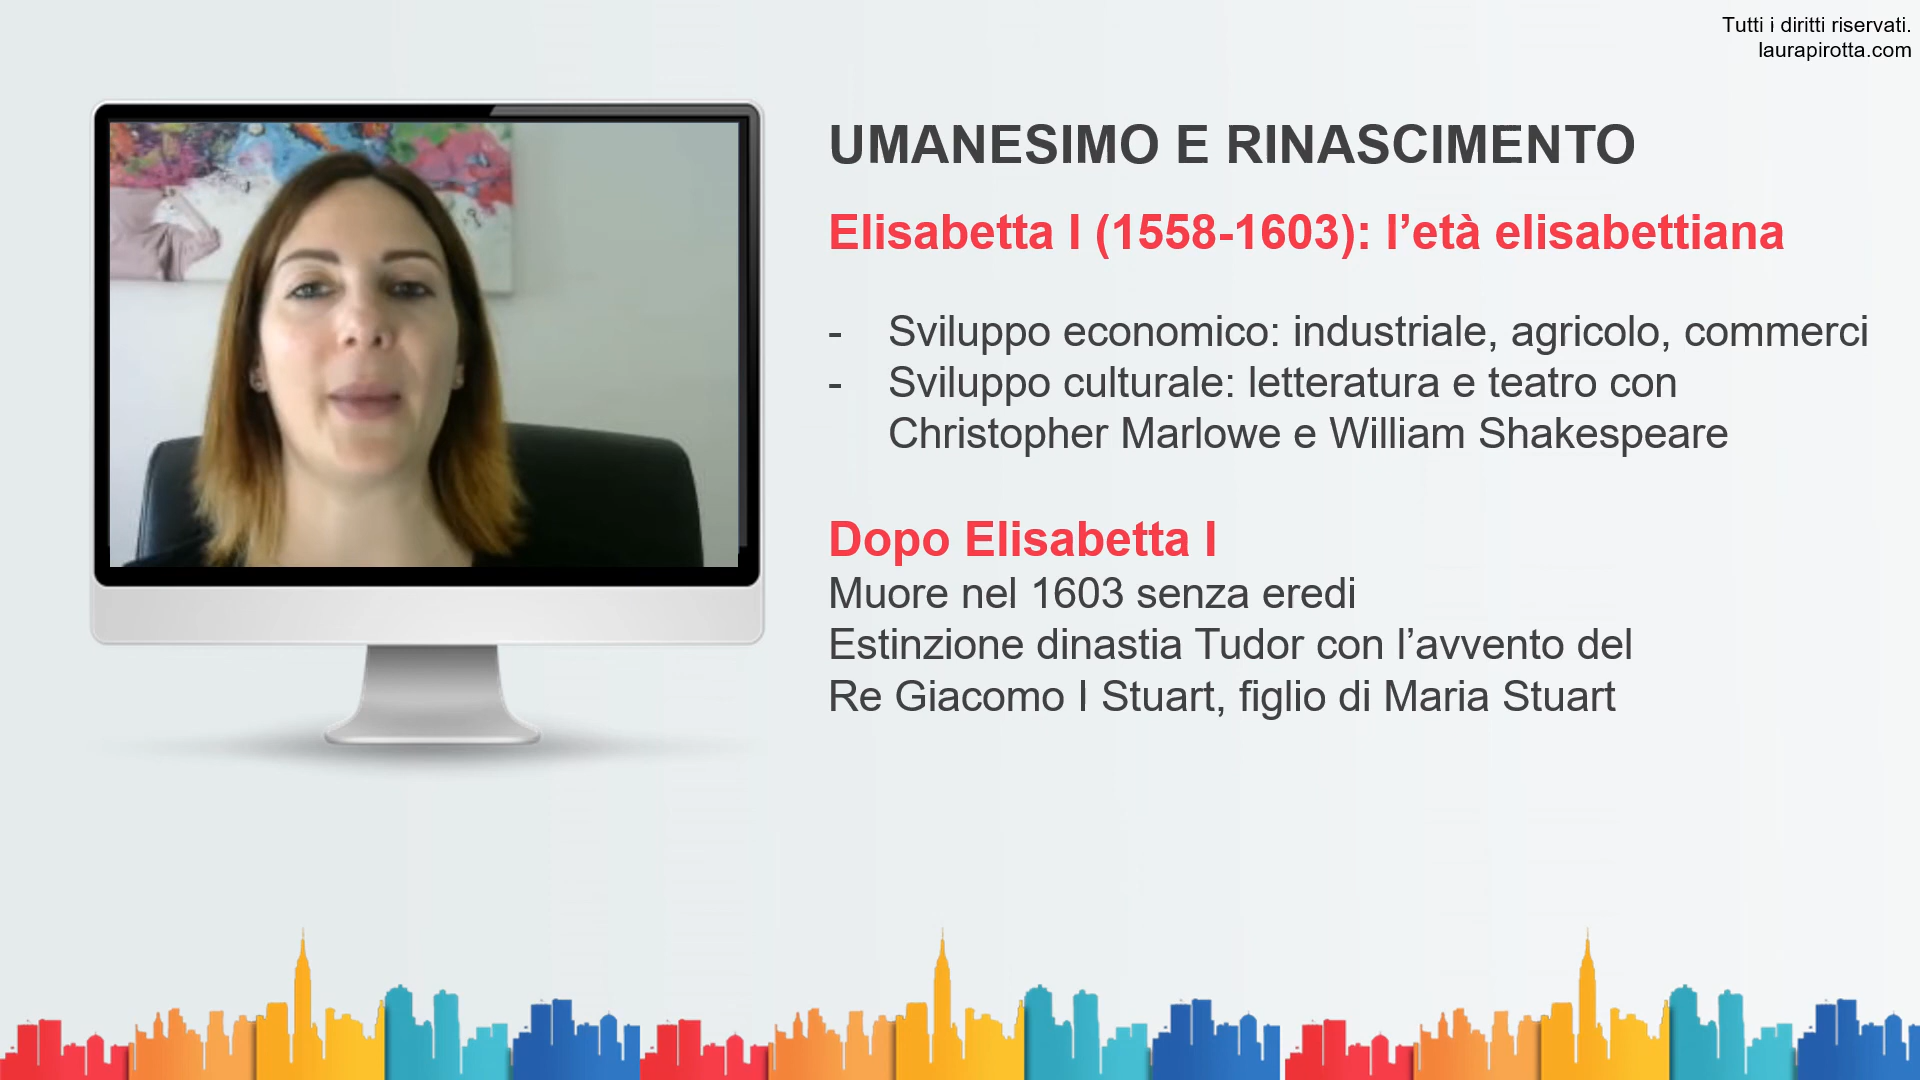 Tutti i diritti riservati.
laurapirotta.com
UMANESIMO E RINASCIMENTO
Elisabetta I (1558-1603): l’età elisabettiana
- Sviluppo economico: industriale, agricolo, commerci
- Sviluppo culturale: letteratura e teatro con
Christopher Marlowe e William Shakespeare
Dopo Elisabetta I
Muore nel 1603 senza eredi
Estinzione dinastia Tudor con l’avvento del
Re Giacomo I Stuart, figlio di Maria Stuart